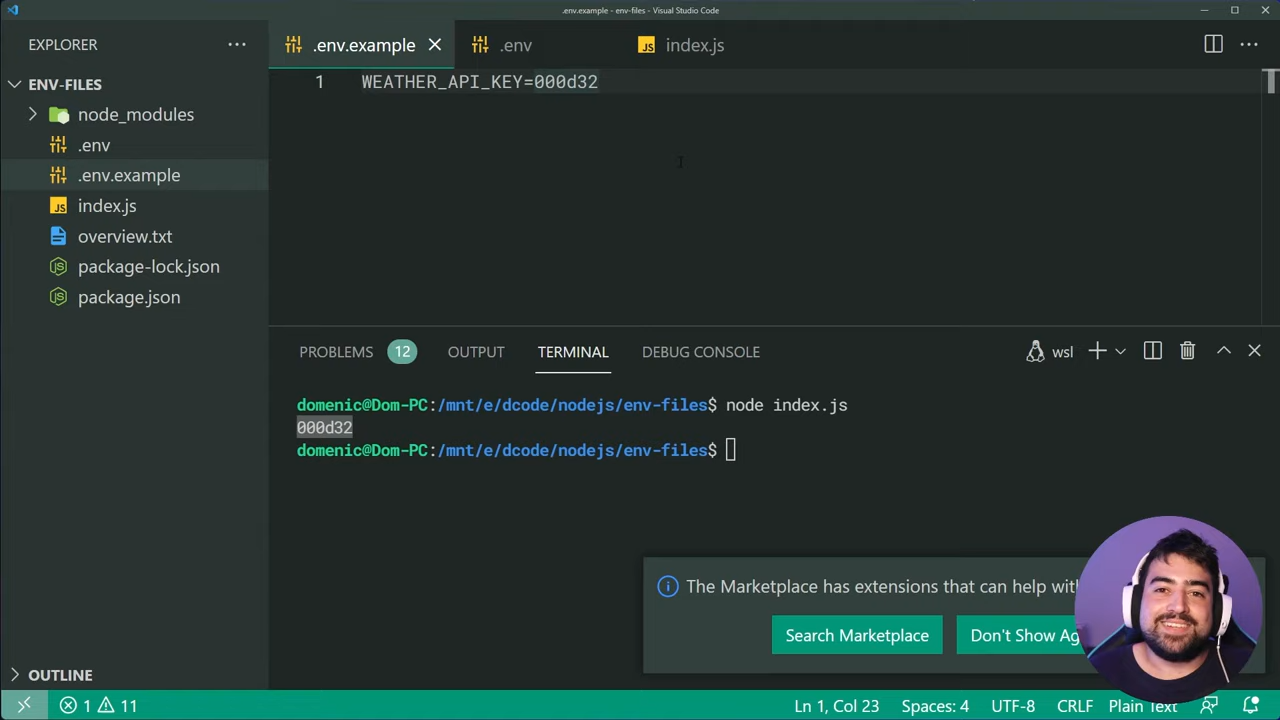 .env.example - env-files - Visual Studio Code
EXPLORER
ENV-FILES
node_modules
.env
.env.example
JS index.js
overview.txt
package-lock.json
package.json
OUTLINE
.env.example
.env
JS index.js
1 WEATHER_API_KEY=000d32
PROBLEMS 12 OUTPUT TERMINAL DEBUG CONSOLE
wsl
domenic@Dom-PC:/mnt/e/dcode/nodejs/env-files$ node index.js
000d32
domenic@Dom-PC:/mnt/e/dcode/nodejs/env-files$
The Marketplace has extensions that can help wit
Search Marketplace
Don't Show Ag
1 11
Ln 1, Col 23 Spaces: 4 UTF-8 CRLF Plain Text